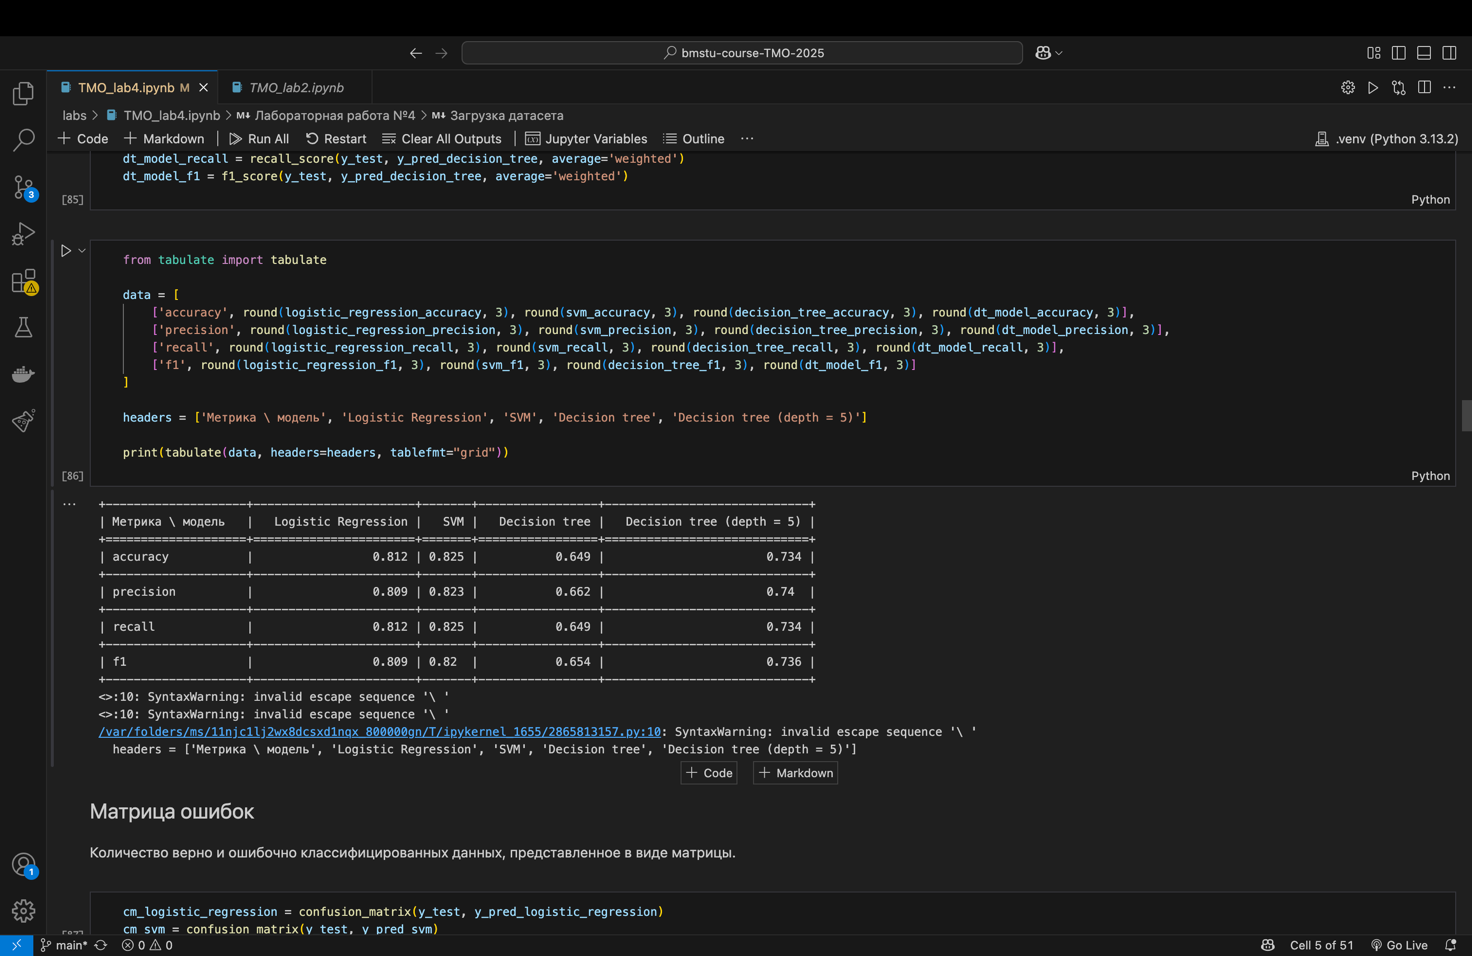 bmstu-course-TMO-2025
TMO_lab4.ipynb M
TMO_lab2.ipynb
labs > TMO_lab4.ipynb > M↓ Лабораторная работа №4 > M↓ Загрузка датасета
+ Code + Markdown Run All Restart Clear All Outputs Jupyter Variables Outline ...
.venv (Python 3.13.2)
dt_model_recall = recall_score(y_test, y_pred_decision_tree, average='weighted')
dt_model_f1 = f1_score(y_test, y_pred_decision_tree, average='weighted')
[85]
Python
from tabulate import tabulate
data = [
['accuracy', round(logistic_regression_accuracy, 3), round(svm_accuracy, 3), round(decision_tree_accuracy, 3), round(dt_model_accuracy, 3)],
['precision', round(logistic_regression_precision, 3), round(svm_precision, 3), round(decision_tree_precision, 3), round(dt_model_precision, 3)],
['recall', round(logistic_regression_recall, 3), round(svm_recall, 3), round(decision_tree_recall, 3), round(dt_model_recall, 3)],
['f1', round(logistic_regression_f1, 3), round(svm_f1, 3), round(decision_tree_f1, 3), round(dt_model_f1, 3)]
]
headers = ['Метрика \ модель', 'Logistic Regression', 'SVM', 'Decision tree', 'Decision tree (depth = 5)']
print(tabulate(data, headers=headers, tablefmt="grid"))
[86]
Python
| Метрика \ модель | Logistic Regression | SVM | Decision tree | Decision tree (depth = 5) |
| accuracy | 0.812 | 0.825 | 0.649 | 0.734 |
| precision | 0.809 | 0.823 | 0.662 | 0.74 |
| recall | 0.812 | 0.825 | 0.649 | 0.734 |
| f1 | 0.809 | 0.82 | 0.654 | 0.736 |
<>:10: SyntaxWarning: invalid escape sequence '\ '
<>:10: SyntaxWarning: invalid escape sequence '\ '
/var/folders/ms/11njc1lj2wx8dcsxd1nqx_800000gn/T/ipykernel_1655/2865813157.py:10: SyntaxWarning: invalid escape sequence '\ '
headers = ['Метрика \ модель', 'Logistic Regression', 'SVM', 'Decision tree', 'Decision tree (depth = 5)']
+ Code + Markdown
Матрица ошибок
Количество верно и ошибочно классифицированных данных, представленное в виде матрицы.
cm_logistic_regression = confusion_matrix(y_test, y_pred_logistic_regression)
cm_svm = confusion_matrix(y_test, y_pred_svm)
[87]
3
1
main* 0 0
Cell 5 of 51 Go Live